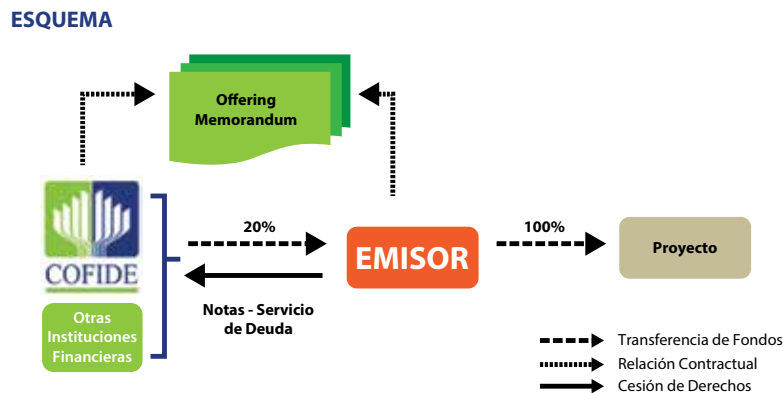 ESQUEMA
Offering
Memorandum
COFIDE
Otras
Instituciones
Financieras
20%
Notas - Servicio
de Deuda
EMISOR
100%
Proyecto
Transferencia de Fondos
Relación Contractual
Cesión de Derechos